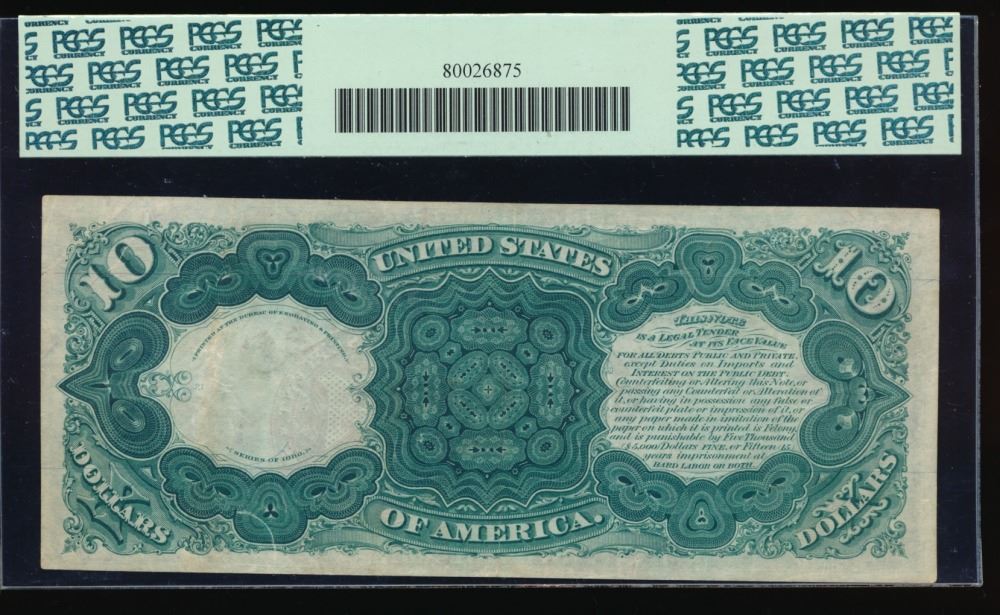 PCGS CURRENCY
80026875
10
UNITED STATES
10
PRINTED AT THE BUREAU OF ENGRAVING & PRINTING
SERIES OF 1880.
THIS NOTE
IS A LEGAL TENDER
AT ITS FACE VALUE
FOR ALL DEBTS PUBLIC AND PRIVATE,
except Duties on Imports and
INTEREST ON THE PUBLIC DEBT.
Counterfeiting or Altering this Note, or
passing any Counterfeit or Alteration of
it, or having in possession any false or
counterfeit plate or impression of it, or
any paper made in imitation of the
paper on which it is printed is Felony,
and is punishable by Five Thousand
$5,000 Dollars FINE, or Fifteen 15
years imprisonment at
HARD LABOR OR BOTH.
DOLLARS
OF AMERICA.
DOLLARS